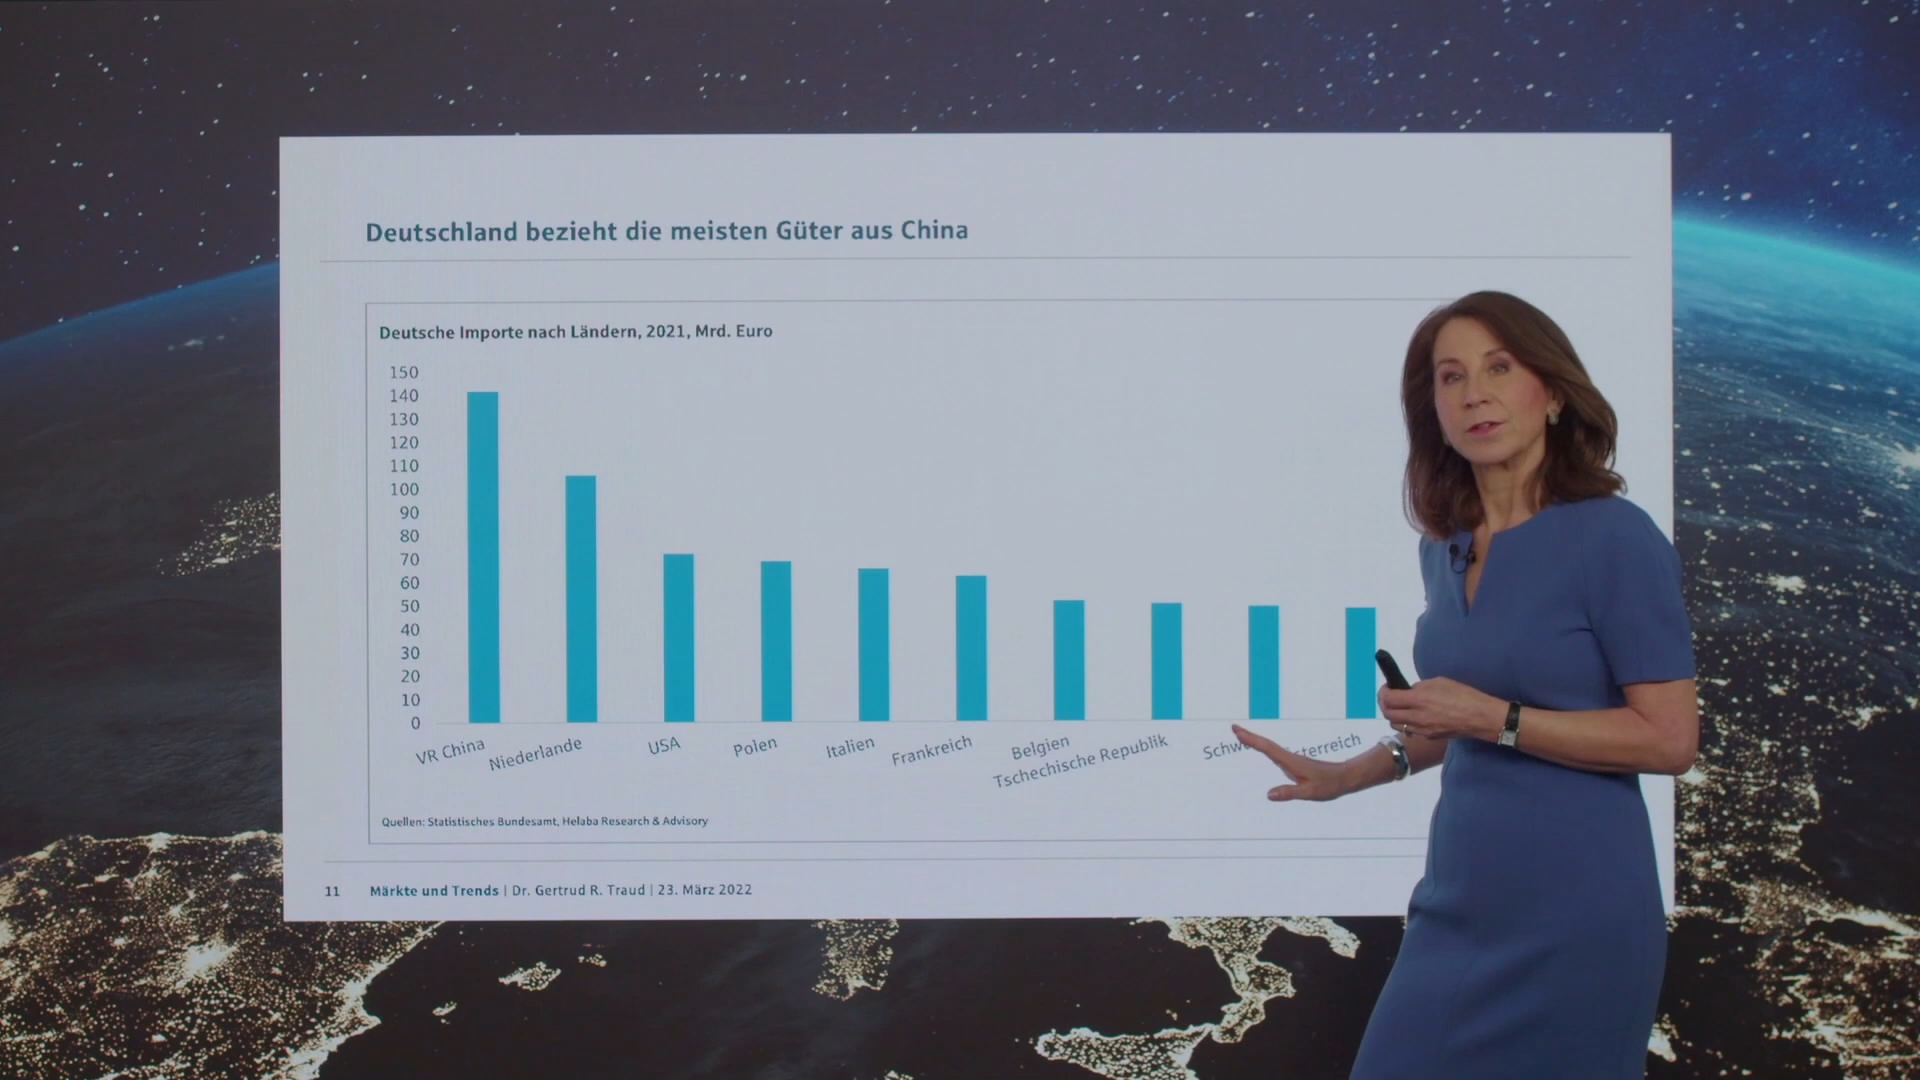 Deutschland bezieht die meisten Güter aus China
Deutsche Importe nach Ländern, 2021, Mrd. Euro
150
140
130
120
110
100
90
80
70
60
50
40
30
20
10
0
VR China
Niederlande
USA
Polen
Italien
Frankreich
Belgien
Tschechische Republik
Quellen: Statistisches Bundesamt, Helaba Research & Advisory
11 Märkte und Trends | Dr. Gertrud R. Traud | 23. März 2022